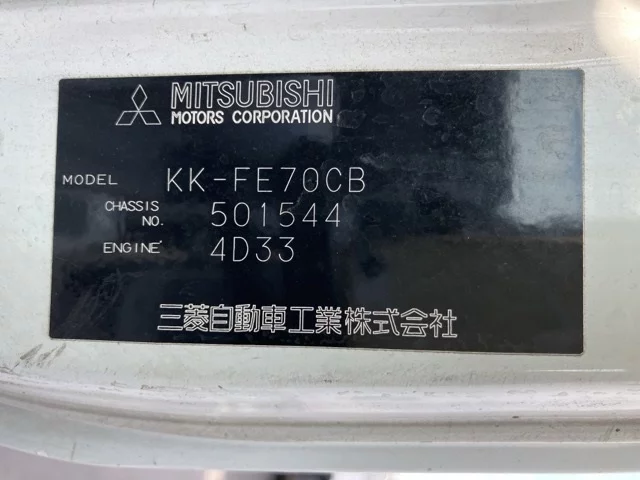 MITSUBISHI
MOTORS CORPORATION
MODEL KK-FE70CB
CHASSIS NO. 501544
ENGINE 4D33
三菱自動車工業株式会社